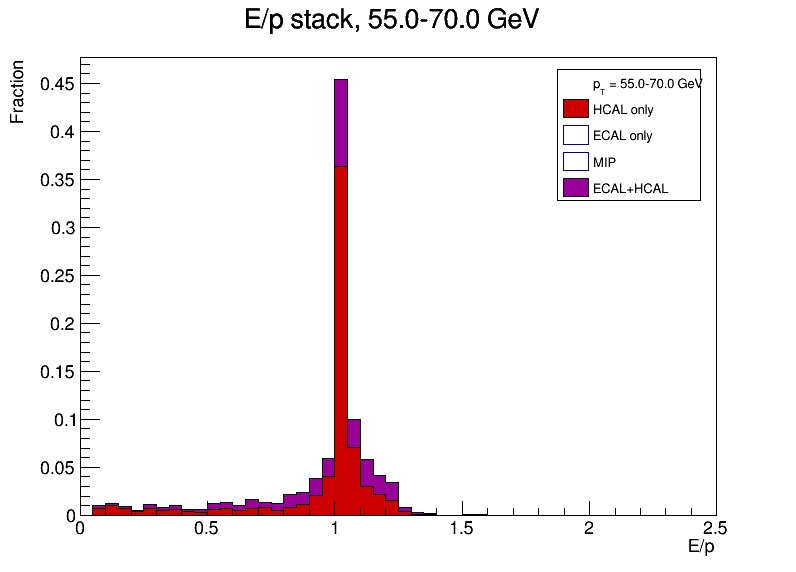 E/p stack, 55.0-70.0 GeV
Fraction
0.45
0.4
0.35
0.3
0.25
0.2
0.15
0.1
0.05
0
p_T = 55.0-70.0 GeV
HCAL only
ECAL only
MIP
ECAL+HCAL
0 0.5 1 1.5 2 2.5
E/p